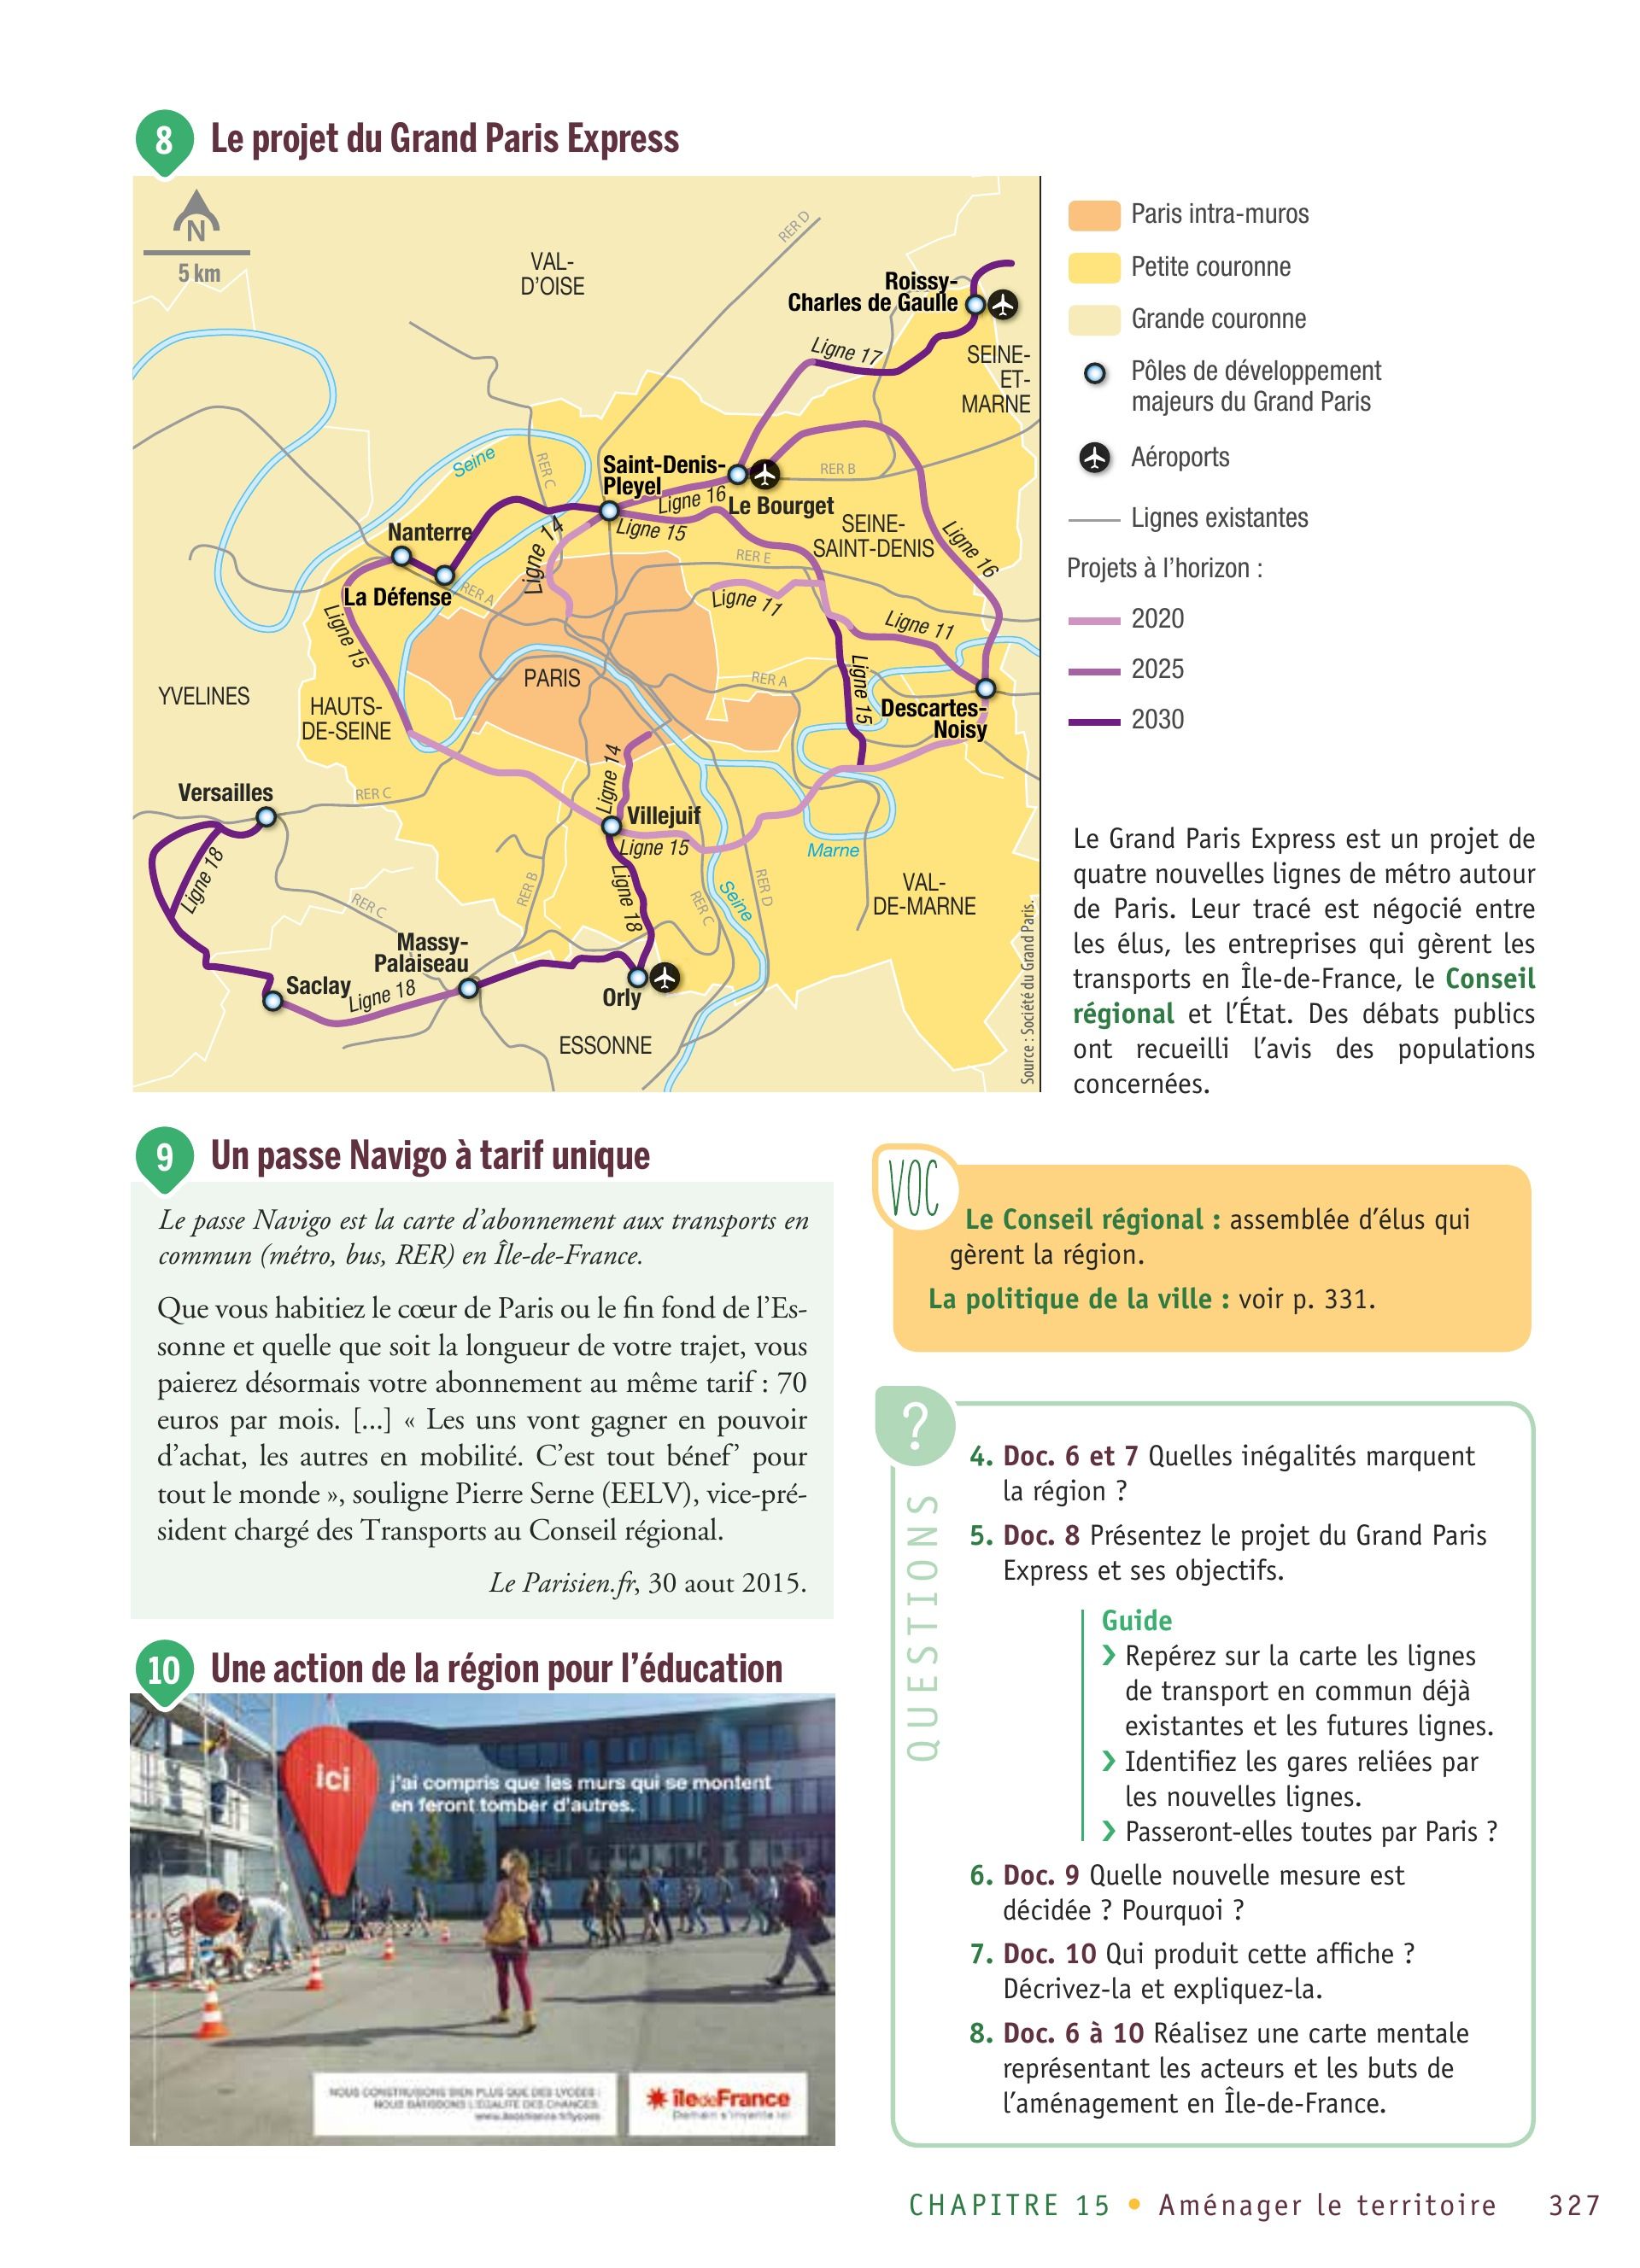 8 Le projet du Grand Paris Express
N
5 km
VAL-
D'OISE
RER D
Roissy-
Charles de Gaulle
Ligne 17
SEINE-
ET-
MARNE
Seine
RER C
Saint-Denis-
Pleyel
Ligne 16
Le Bourget
RER B
Ligne 15
SEINE-
SAINT-DENIS
Ligne 16
Nanterre
Ligne 14
RER E
La Défense
RER A
Ligne 11
Ligne 11
Ligne 15
YVELINES
PARIS
RER A
Ligne 15
HAUTS-
DE-SEINE
Descartes-
Noisy
Versailles
RER C
Ligne 14
Villejuif
Ligne 15
Marne
Ligne 18
RER C
RER B
Ligne 18
RER C
Seine
RER D
VAL-
DE-MARNE
Massy-
Palaiseau
Saclay
Ligne 18
Orly
ESSONNE
Source : Société du Grand Paris.
Paris intra-muros
Petite couronne
Grande couronne
Pôles de développement
majeurs du Grand Paris
Aéroports
Lignes existantes
Projets à l'horizon :
2020
2025
2030
Le Grand Paris Express est un projet de
quatre nouvelles lignes de métro autour
de Paris. Leur tracé est négocié entre
les élus, les entreprises qui gèrent les
transports en Île-de-France, le Conseil
régional et l'État. Des débats publics
ont recueilli l'avis des populations
concernées.
9 Un passe Navigo à tarif unique
Le passe Navigo est la carte d'abonnement aux transports en
commun (métro, bus, RER) en Île-de-France.
Que vous habitiez le cœur de Paris ou le fin fond de l'Es-
sonne et quelle que soit la longueur de votre trajet, vous
paierez désormais votre abonnement au même tarif : 70
euros par mois. [...] « Les uns vont gagner en pouvoir
d'achat, les autres en mobilité. C'est tout bénef' pour
tout le monde », souligne Pierre Serne (EELV), vice-pré-
sident chargé des Transports au Conseil régional.
Le Parisien.fr, 30 aout 2015.
10 Une action de la région pour l'éducation
ici
j'ai compris que les murs qui se montent
en feront tomber d'autres.
NOUS CONSTRUISONS BIEN PLUS QUE DES LYCÉES :
NOUS BÂTISSONS L'ÉGALITÉ DES CHANCES
île de France
Demain s'invente ici
VOC
Le Conseil régional : assemblée d'élus qui
gèrent la région.
La politique de la ville : voir p. 331.
?
QUESTIONS
4. Doc. 6 et 7 Quelles inégalités marquent
la région ?
5. Doc. 8 Présentez le projet du Grand Paris
Express et ses objectifs.
Guide
❯ Repérez sur la carte les lignes
de transport en commun déjà
existantes et les futures lignes.
❯ Identifiez les gares reliées par
les nouvelles lignes.
❯ Passeront-elles toutes par Paris ?
6. Doc. 9 Quelle nouvelle mesure est
décidée ? Pourquoi ?
7. Doc. 10 Qui produit cette affiche ?
Décrivez-la et expliquez-la.
8. Doc. 6 à 10 Réalisez une carte mentale
représentant les acteurs et les buts de
l'aménagement en Île-de-France.
CHAPITRE 15 • Aménager le territoire 327